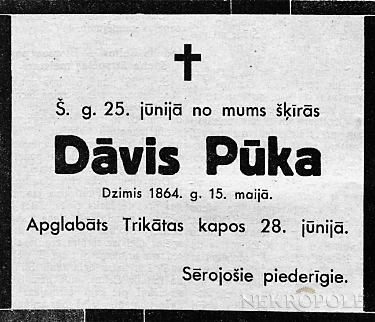 Š. g. 25. jūnijā no mums šķīrās
Dāvis Pūka
Dzimis 1864. g. 15. maijā.
Apglabāts Trikātas kapos 28. jūnijā.
Sērojošie piederīgie.
NEKROPOLE